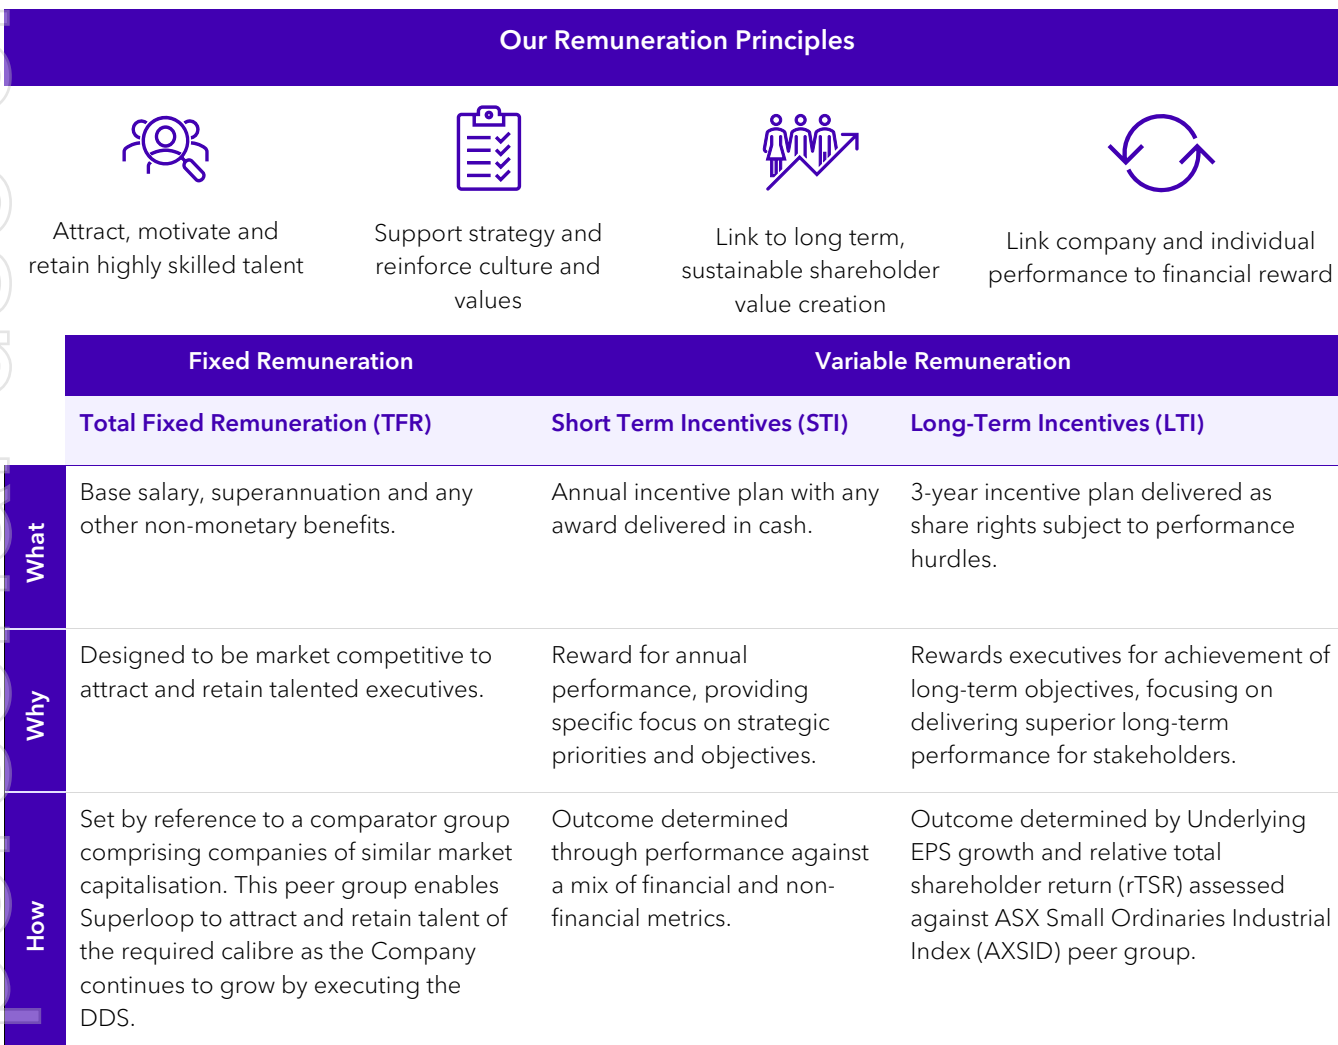 Our Remuneration Principles
Attract, motivate and
retain highly skilled talent
Support strategy and
reinforce culture and
values
Link to long term,
sustainable shareholder
value creation
Link company and individual
performance to financial reward
Fixed Remuneration
Variable Remuneration
Total Fixed Remuneration (TFR)
Short Term Incentives (STI)
Long-Term Incentives (LTI)
What
Base salary, superannuation and any
other non-monetary benefits.
Annual incentive plan with any
award delivered in cash.
3-year incentive plan delivered as
share rights subject to performance
hurdles.
Why
Designed to be market competitive to
attract and retain talented executives.
Reward for annual
performance, providing
specific focus on strategic
priorities and objectives.
Rewards executives for achievement of
long-term objectives, focusing on
delivering superior long-term
performance for stakeholders.
How
Set by reference to a comparator group
comprising companies of similar market
capitalisation. This peer group enables
Superloop to attract and retain talent of
the required calibre as the Company
continues to grow by executing the
DDS.
Outcome determined
through performance against
a mix of financial and non-
financial metrics.
Outcome determined by Underlying
EPS growth and relative total
shareholder return (rTSR) assessed
against ASX Small Ordinaries Industrial
Index (AXSID) peer group.